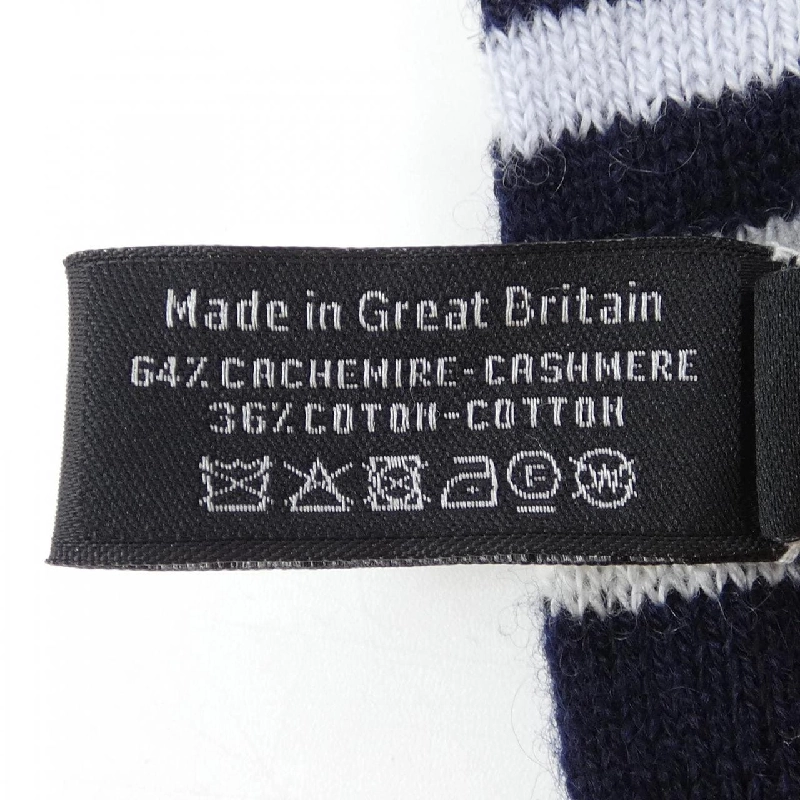 Made in Great Britain
64% CACHEMIRE-CASHMERE
36% COTON-COTTON
F W